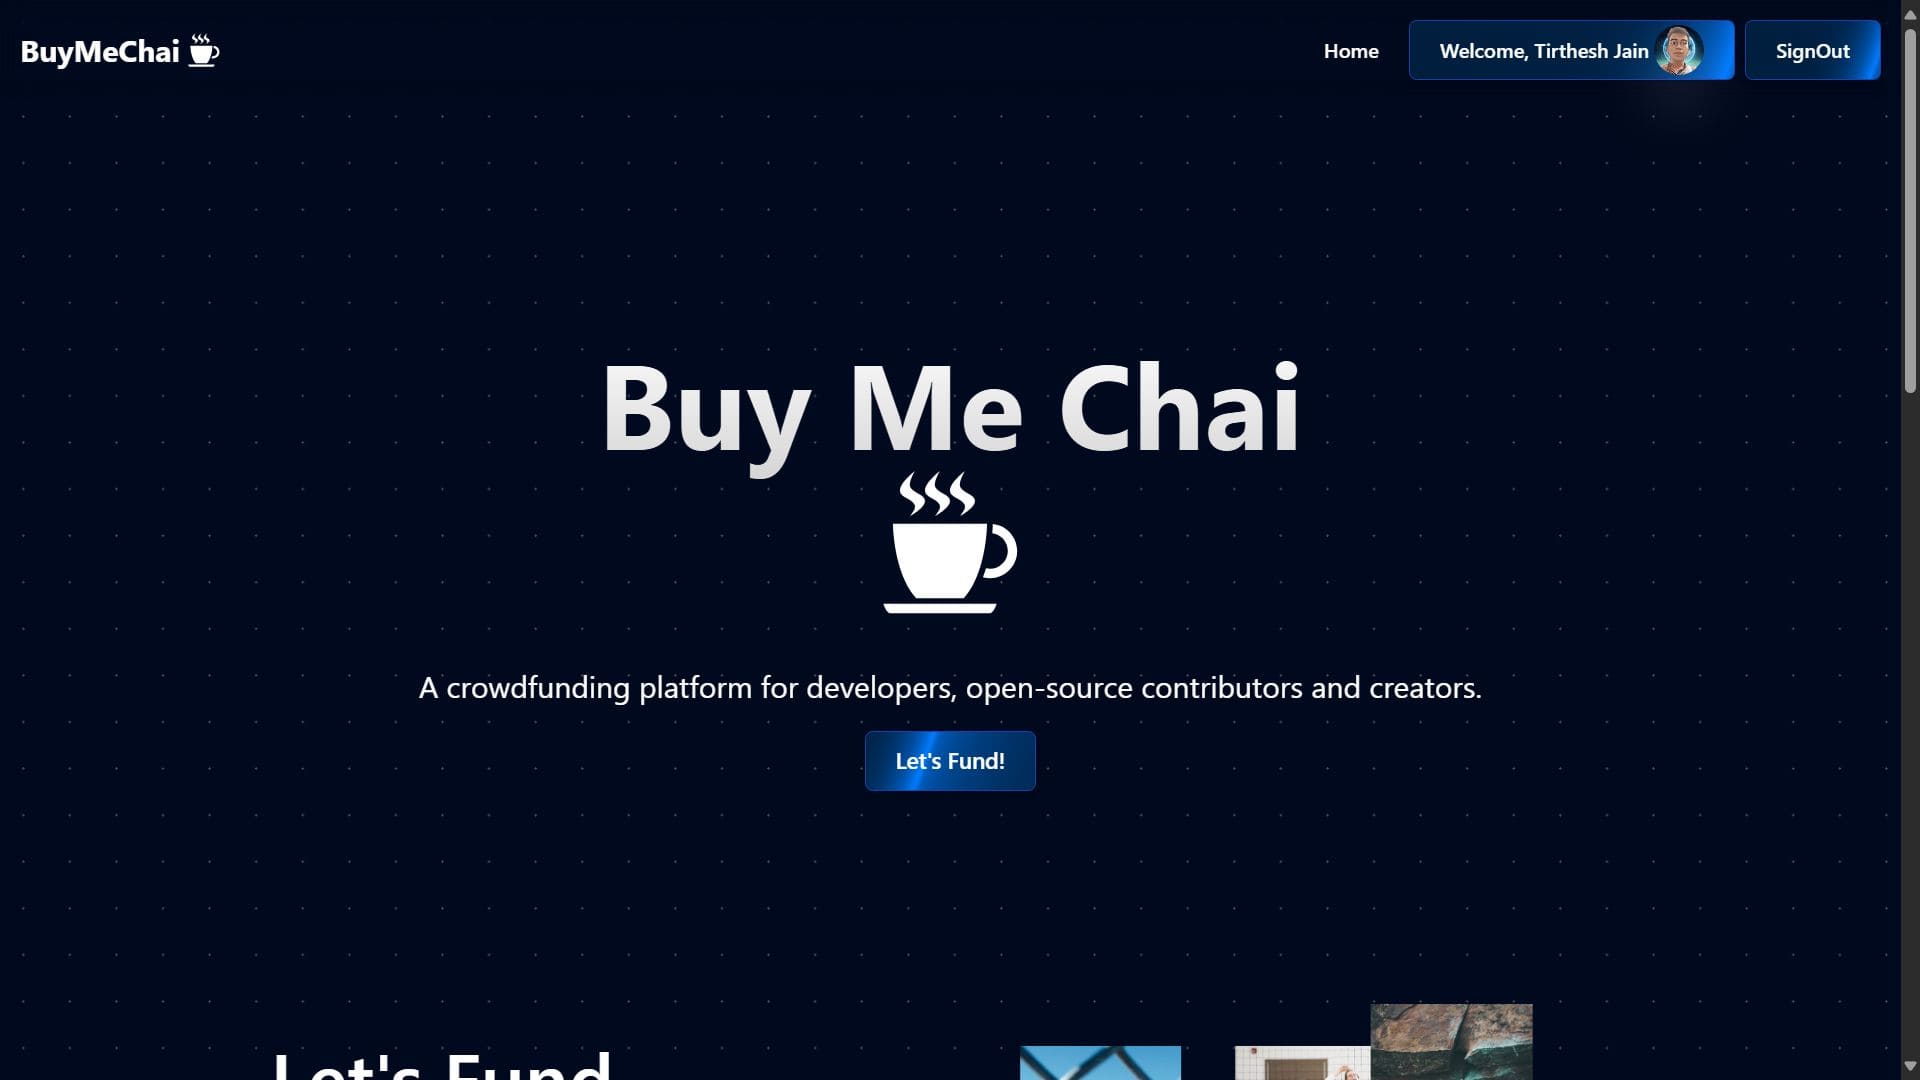 BuyMeChai
Home
Welcome, Tirthesh Jain
SignOut
Buy Me Chai
A crowdfunding platform for developers, open-source contributors and creators.
Let's Fund!
Let's Fund